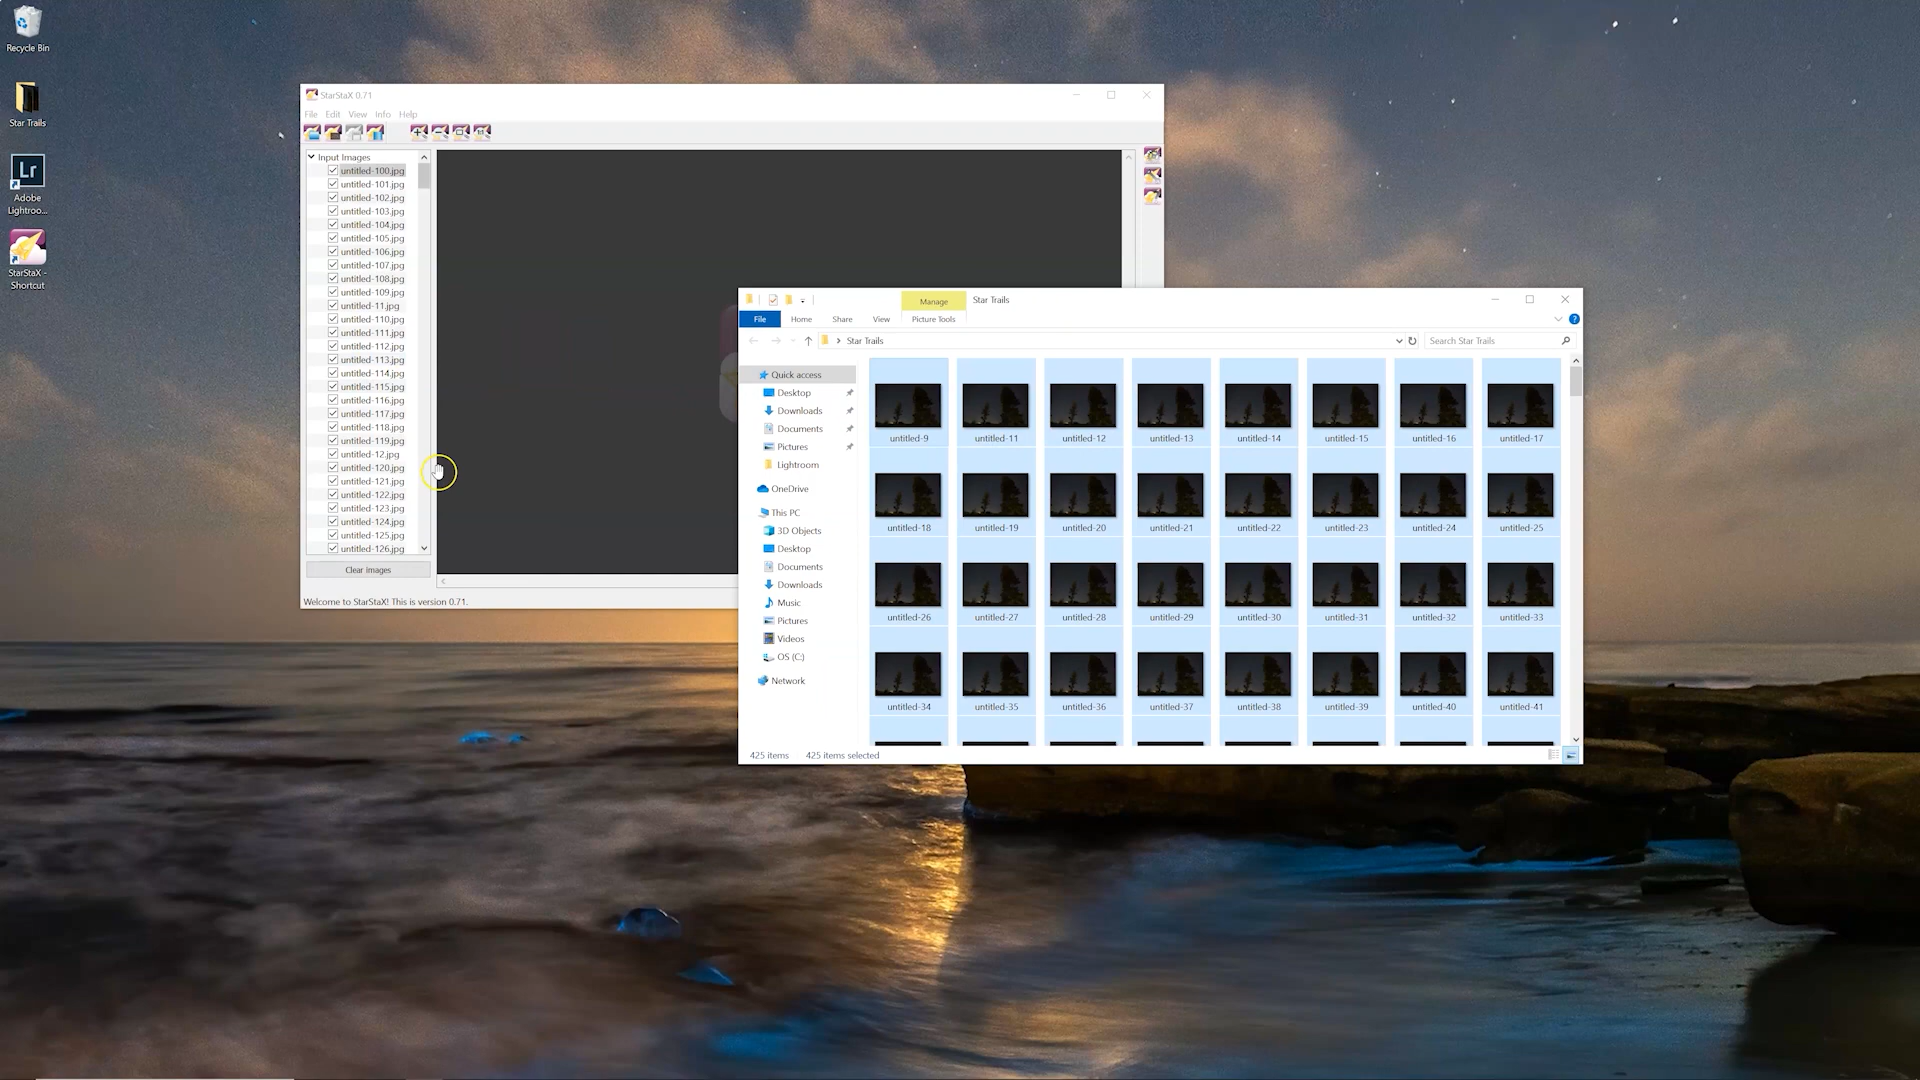 Recycle Bin
Star Trails
Lr
Adobe
Lightroo...
StarStaX -
Shortcut
StarStaX 0.71
File Edit View Info Help
Input Images
untitled-100.jpg
untitled-101.jpg
untitled-102.jpg
untitled-103.jpg
untitled-104.jpg
untitled-105.jpg
untitled-106.jpg
untitled-107.jpg
untitled-108.jpg
untitled-109.jpg
untitled-11.jpg
untitled-110.jpg
untitled-111.jpg
untitled-112.jpg
untitled-113.jpg
untitled-114.jpg
untitled-115.jpg
untitled-116.jpg
untitled-117.jpg
untitled-118.jpg
untitled-119.jpg
untitled-12.jpg
untitled-120.jpg
untitled-121.jpg
untitled-122.jpg
untitled-123.jpg
untitled-124.jpg
untitled-125.jpg
untitled-126.jpg
Clear images
Welcome to StarStaX! This is version 0.71.
Manage Star Trails
File Home Share View Picture Tools
Star Trails
Search Star Trails
Quick access
Desktop
Downloads
Documents
Pictures
Lightroom
OneDrive
This PC
3D Objects
Desktop
Documents
Downloads
Music
Pictures
Videos
OS (C:)
Network
untitled-9 untitled-11 untitled-12 untitled-13 untitled-14 untitled-15 untitled-16 untitled-17
untitled-18 untitled-19 untitled-20 untitled-21 untitled-22 untitled-23 untitled-24 untitled-25
untitled-26 untitled-27 untitled-28 untitled-29 untitled-30 untitled-31 untitled-32 untitled-33
untitled-34 untitled-35 untitled-36 untitled-37 untitled-38 untitled-39 untitled-40 untitled-41
425 items 425 items selected